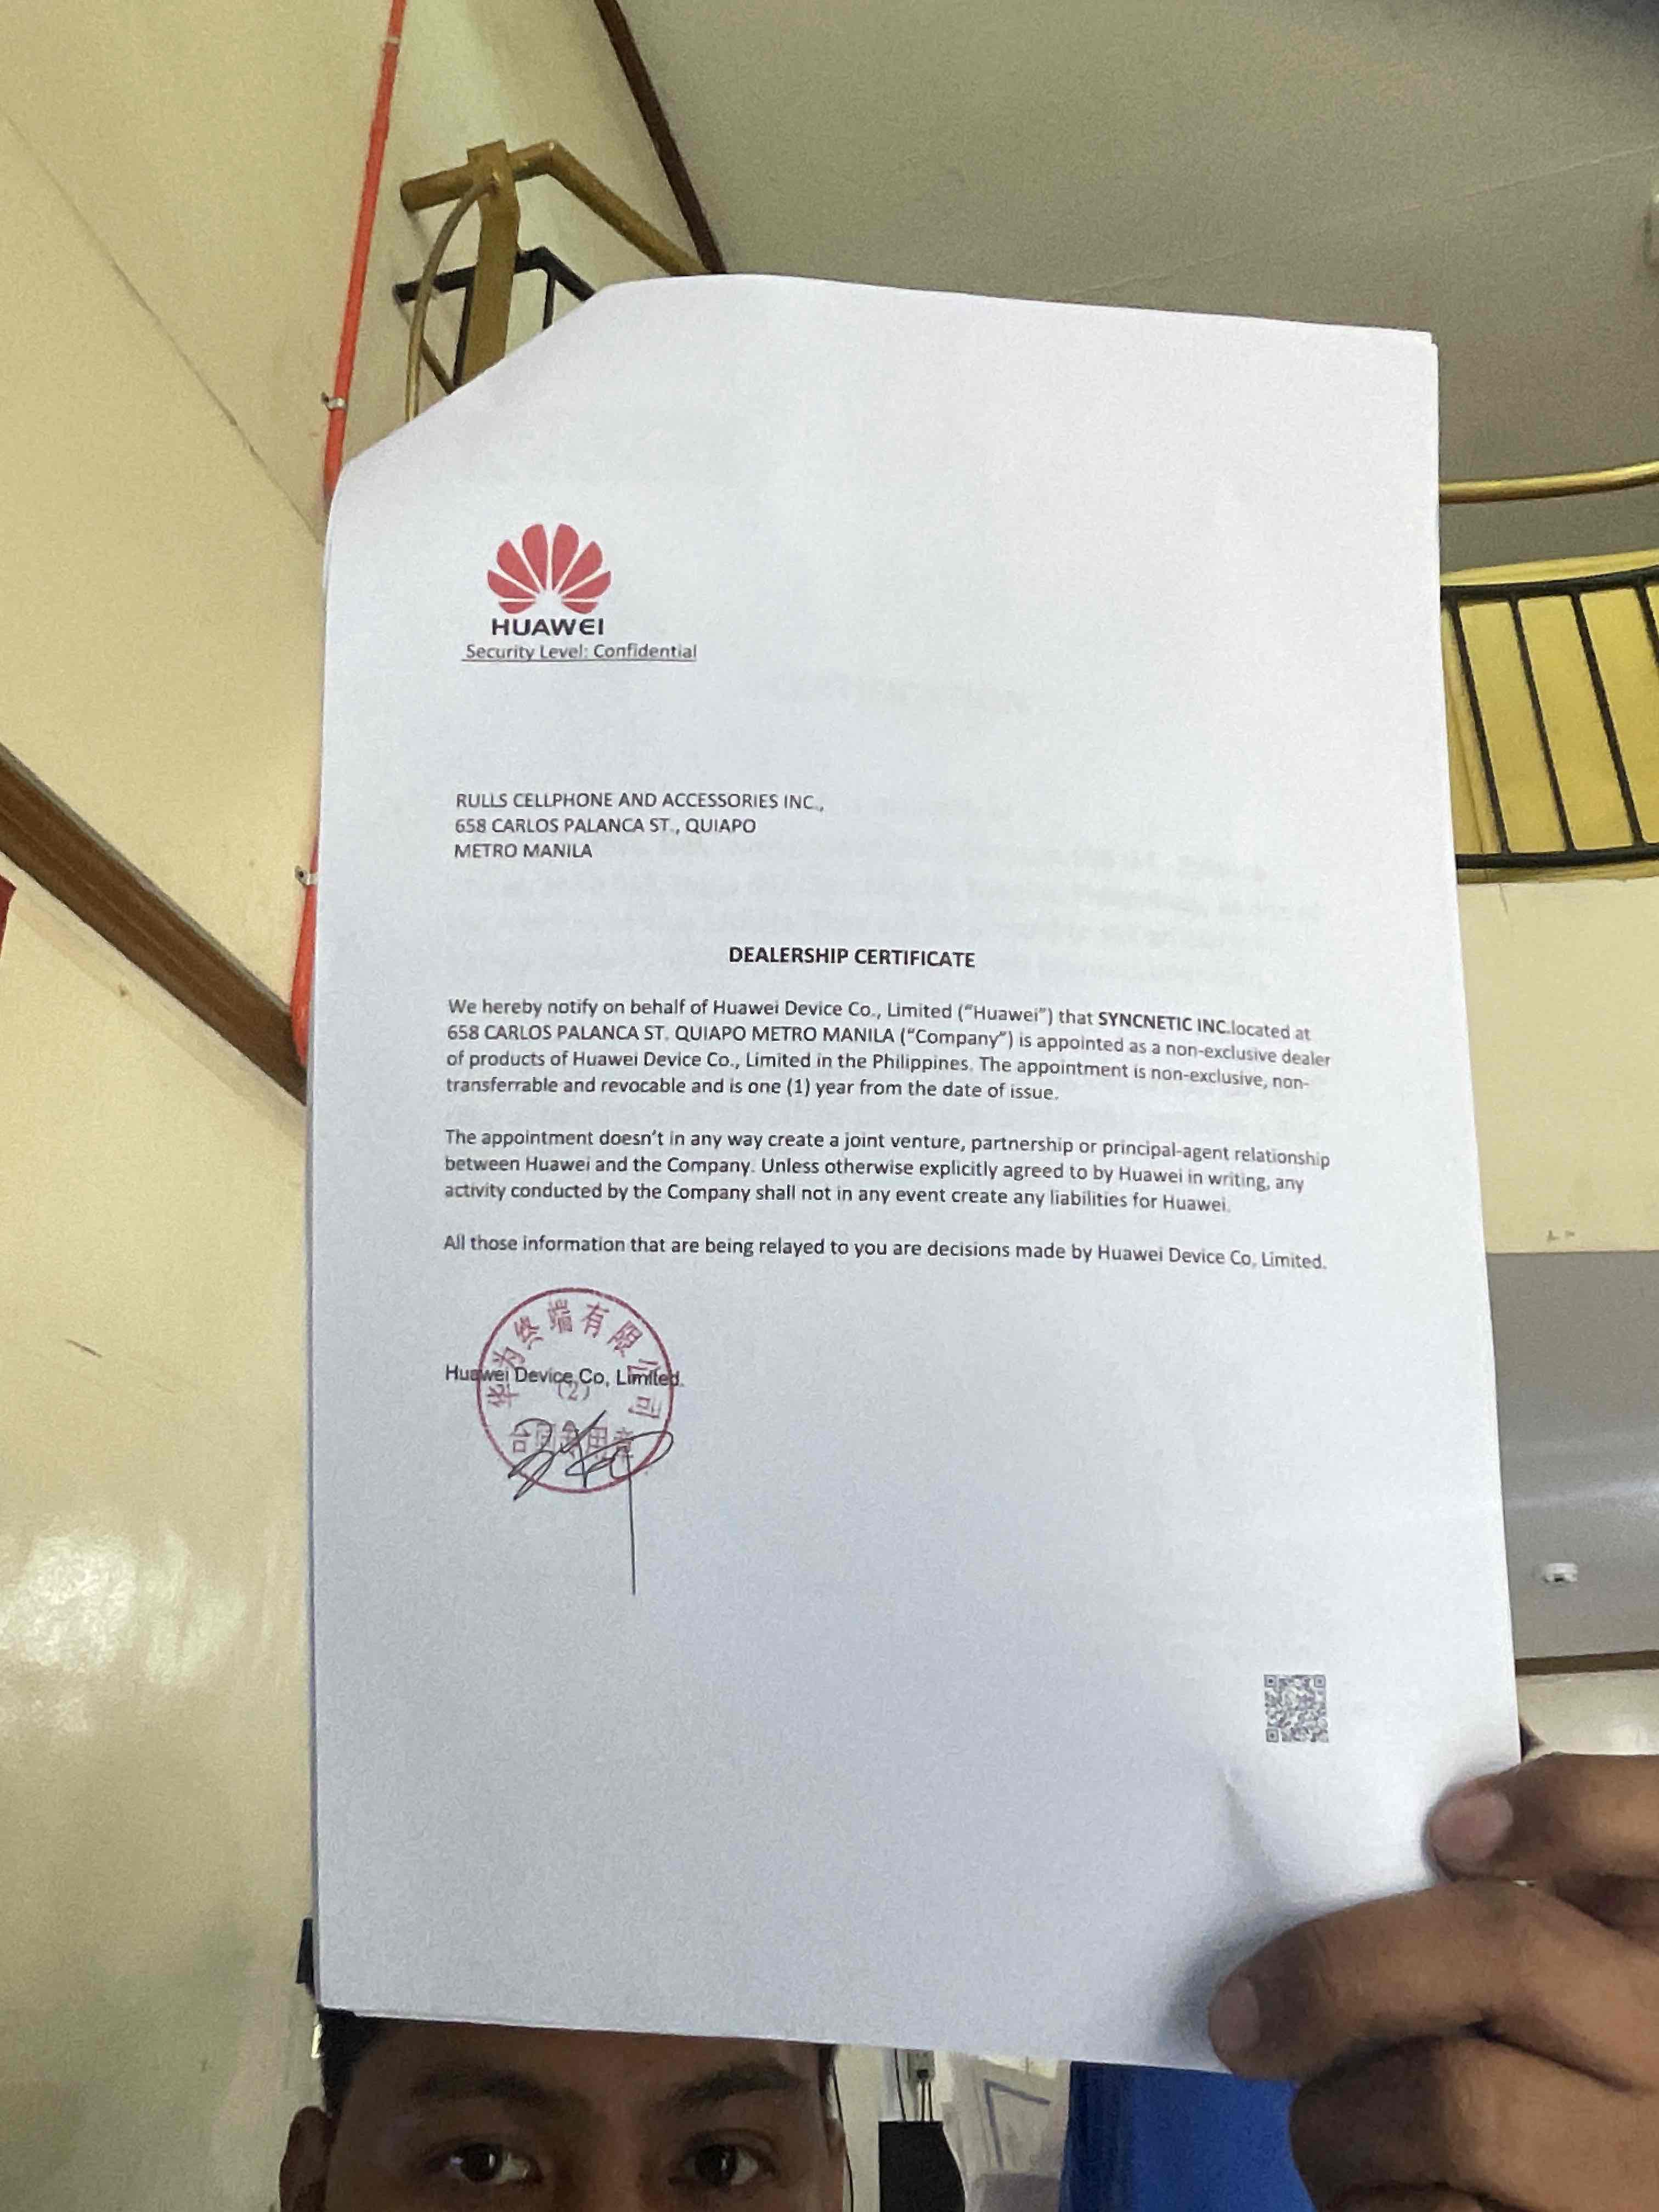 HUAWEI
Security Level: Confidential
RULLS CELLPHONE AND ACCESSORIES INC.,
658 CARLOS PALANCA ST., QUIAPO
METRO MANILA
DEALERSHIP CERTIFICATE
We hereby notify on behalf of Huawei Device Co., Limited (“Huawei”) that SYNCNETIC INC.located at
658 CARLOS PALANCA ST. QUIAPO METRO MANILA (“Company”) is appointed as a non-exclusive dealer
of products of Huawei Device Co., Limited in the Philippines. The appointment is non-exclusive, non-
transferrable and revocable and is one (1) year from the date of issue.
The appointment doesn’t in any way create a joint venture, partnership or principal-agent relationship
between Huawei and the Company. Unless otherwise explicitly agreed to by Huawei in writing, any
activity conducted by the Company shall not in any event create any liabilities for Huawei.
All those information that are being relayed to you are decisions made by Huawei Device Co, Limited.
华为终端有限公司
Huawei Device Co, Limited.
(2)
合同专用章